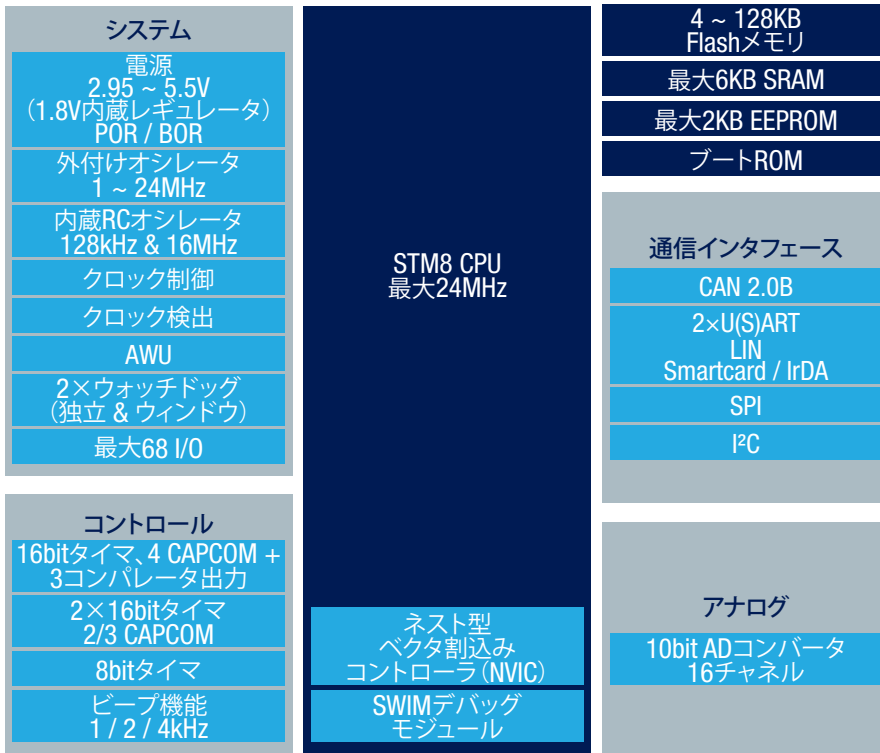 システム
電源
2.95 ~ 5.5V
（1.8V内蔵レギュレータ）
POR / BOR
外付けオシレータ
1 ~ 24MHz
内蔵RCオシレータ
128kHz & 16MHz
クロック制御
クロック検出
AWU
2×ウォッチドッグ
（独立 & ウィンドウ）
最大68 I/O
コントロール
16bitタイマ、4 CAPCOM +
3コンパレータ出力
2×16bitタイマ
2/3 CAPCOM
8bitタイマ
ビープ機能
1 / 2 / 4kHz
STM8 CPU
最大24MHz
ネスト型
ベクタ割込み
コントローラ（NVIC）
SWIMデバッグ
モジュール
4 ~ 128KB
Flashメモリ
最大6KB SRAM
最大2KB EEPROM
ブートROM
通信インタフェース
CAN 2.0B
2×U(S)ART
LIN
Smartcard / IrDA
SPI
I²C
アナログ
10bit ADコンバータ
16チャネル